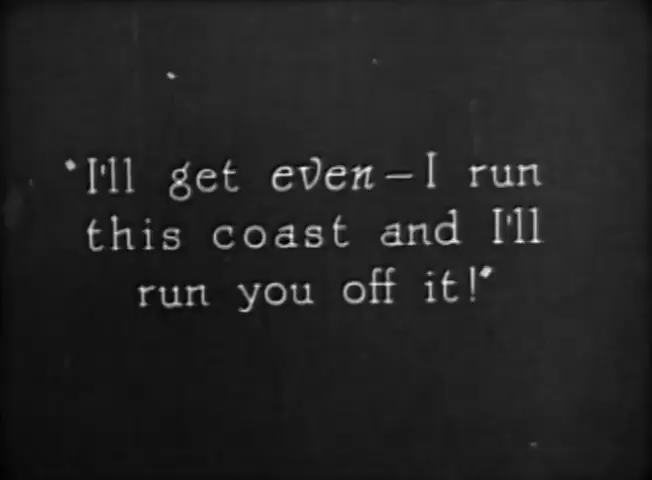 "I'll get even—I run
this coast and I'll
run you off it!"